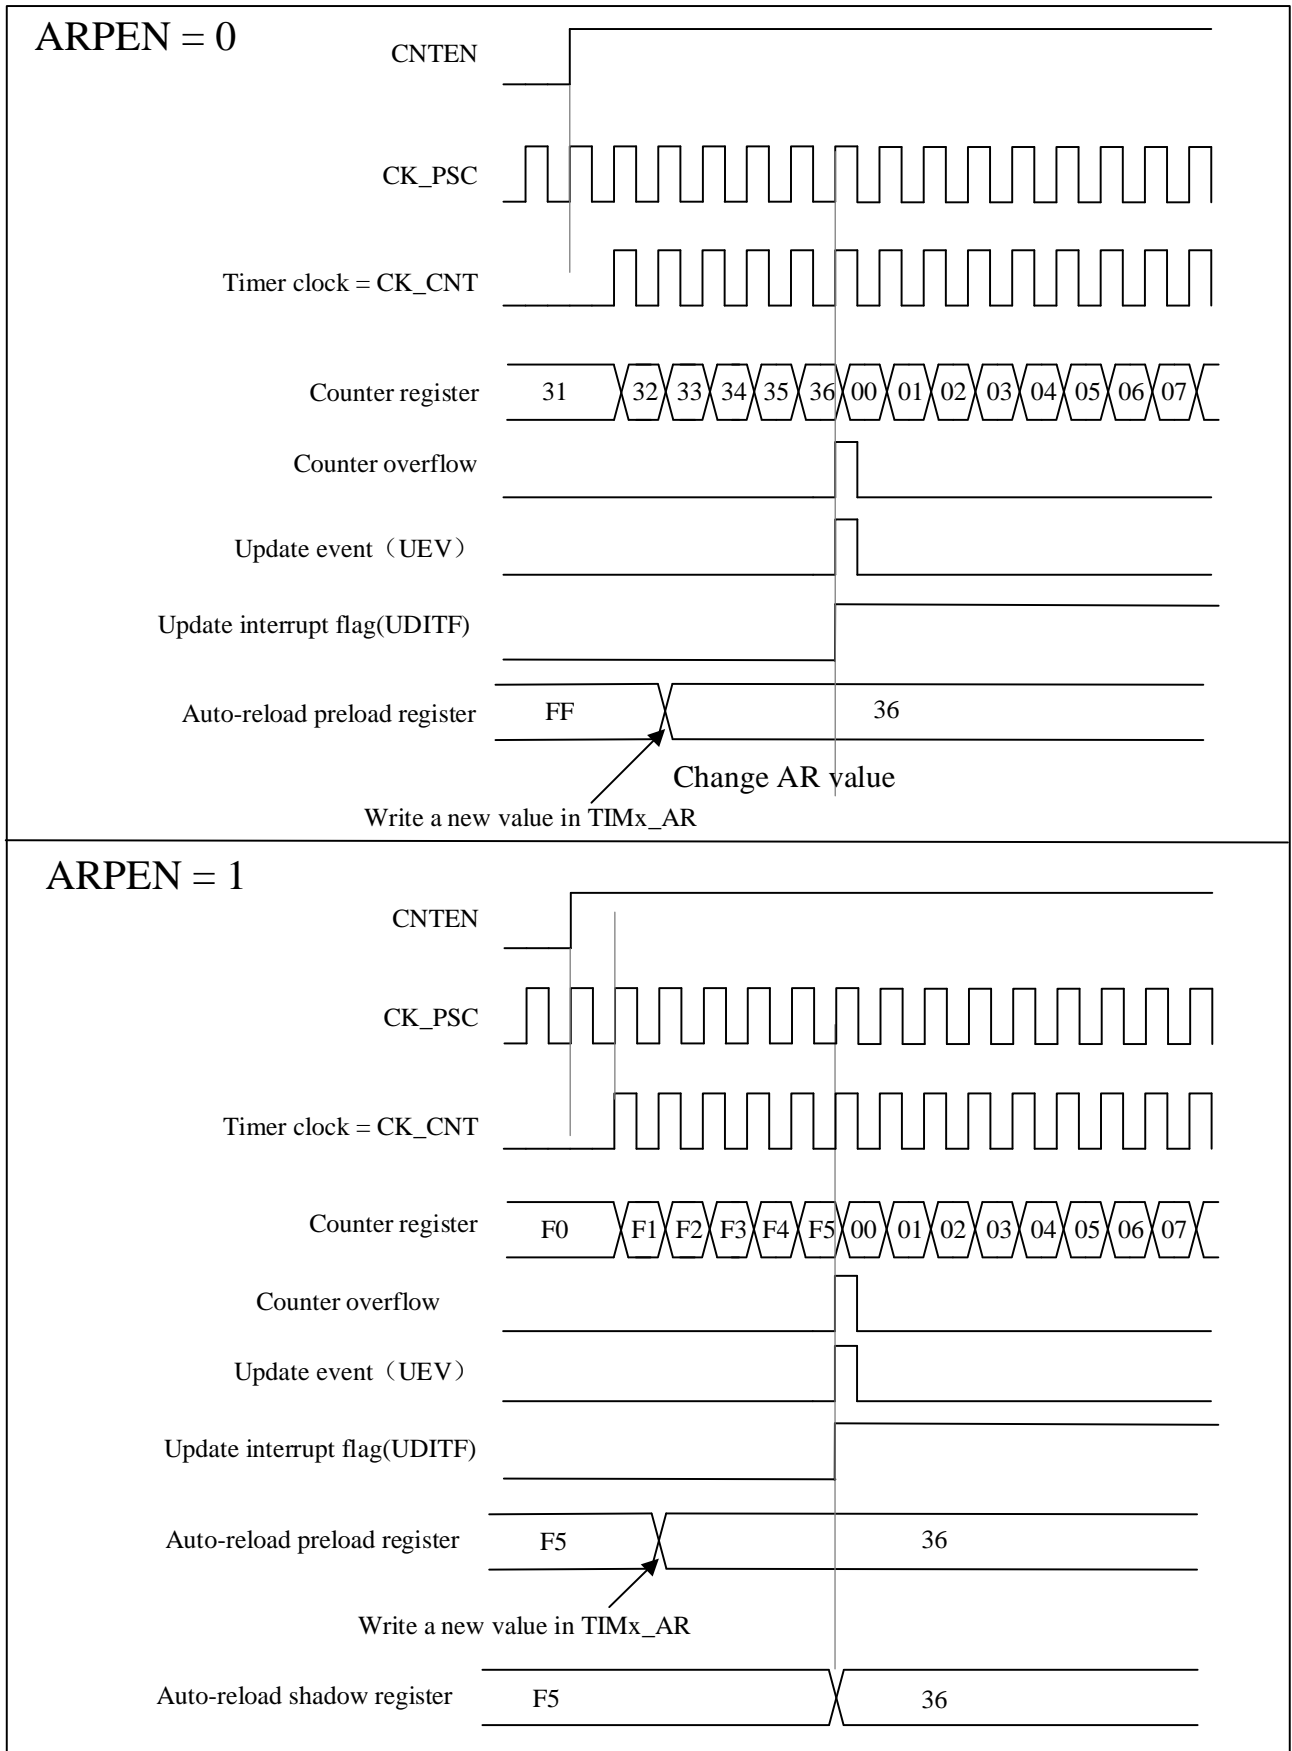 ARPEN = 0
CNTEN
CK_PSC
Timer clock = CK_CNT
Counter register 31 32 33 34 35 36 00 01 02 03 04 05 06 07
Counter overflow
Update event（UEV）
Update interrupt flag(UDITF)
Auto-reload preload register FF 36
Change AR value
Write a new value in TIMx_AR
ARPEN = 1
CNTEN
CK_PSC
Timer clock = CK_CNT
Counter register F0 F1 F2 F3 F4 F5 00 01 02 03 04 05 06 07
Counter overflow
Update event（UEV）
Update interrupt flag(UDITF)
Auto-reload preload register F5 36
Write a new value in TIMx_AR
Auto-reload shadow register F5 36